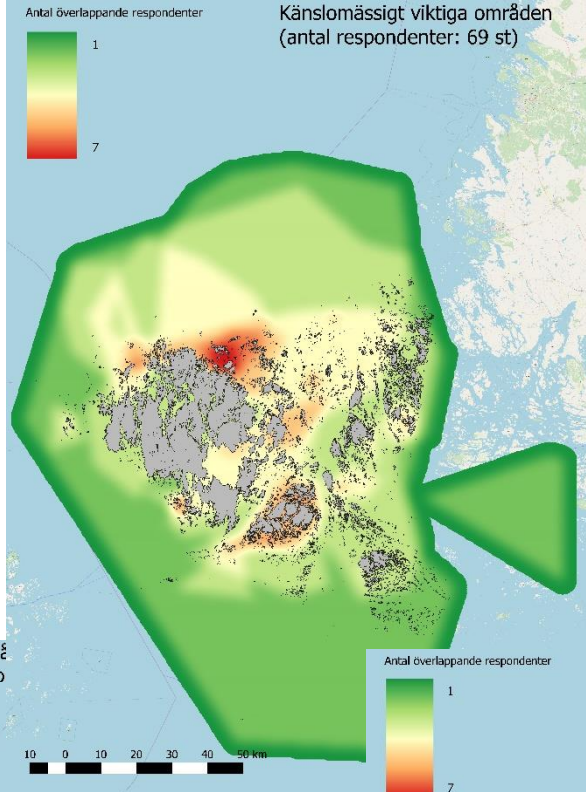 Antal överlappande respondenter
1
7
Känslomässigt viktiga områden
(antal respondenter: 69 st)
10 0 10 20 30 40 50 km
Antal överlappande respondenter
1
7